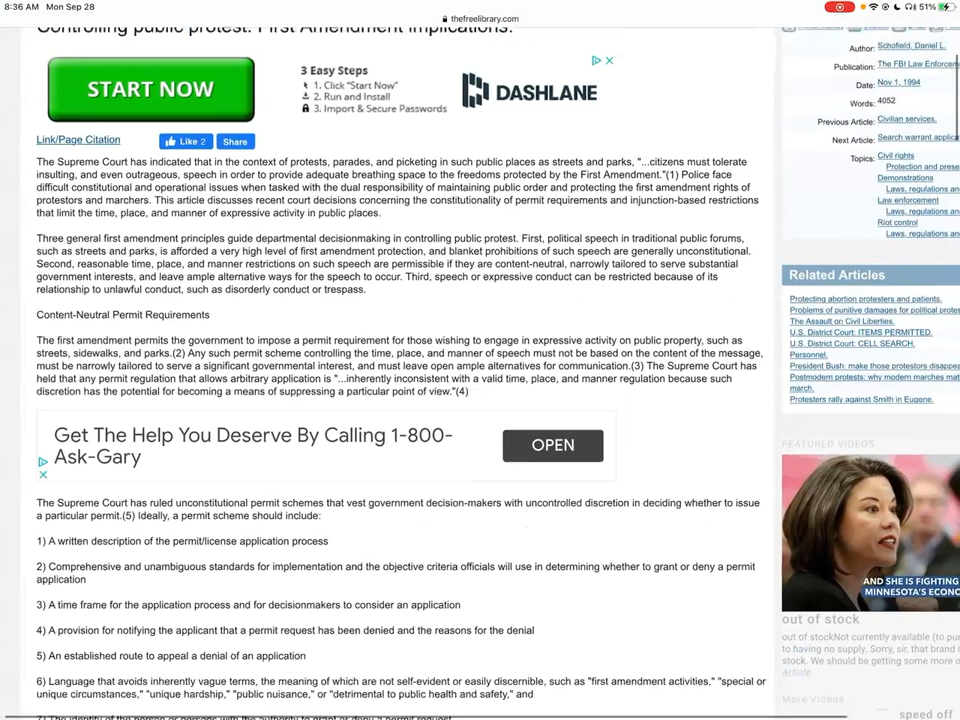 8:36 AM Mon Sep 28
51%
thefreelibrary.com
Controlling public protest: First Amendment implications.
START NOW
3 Easy Steps
1. Click "Start Now"
2. Run and Install
3. Import & Secure Passwords
DASHLANE
Link/Page Citation
Like 2
Share
The Supreme Court has indicated that in the context of protests, parades, and picketing in such public places as streets and parks, "...citizens must tolerate
insulting, and even outrageous, speech in order to provide adequate breathing space to the freedoms protected by the First Amendment."(1) Police face
difficult constitutional and operational issues when tasked with the dual responsibility of maintaining public order and protecting the first amendment rights of
protestors and marchers. This article discusses recent court decisions concerning the constitutionality of permit requirements and injunction-based restrictions
that limit the time, place, and manner of expressive activity in public places.
Three general first amendment principles guide departmental decisionmaking in controlling public protest. First, political speech in traditional public forums,
such as streets and parks, is afforded a very high level of first amendment protection, and blanket prohibitions of such speech are generally unconstitutional.
Second, reasonable time, place, and manner restrictions on such speech are permissible if they are content-neutral, narrowly tailored to serve substantial
government interests, and leave ample alternative ways for the speech to occur. Third, speech or expressive conduct can be restricted because of its
relationship to unlawful conduct, such as disorderly conduct or trespass.
Content-Neutral Permit Requirements
The first amendment permits the government to impose a permit requirement for those wishing to engage in expressive activity on public property, such as
streets, sidewalks, and parks.(2) Any such permit scheme controlling the time, place, and manner of speech must not be based on the content of the message,
must be narrowly tailored to serve a significant governmental interest, and must leave open ample alternatives for communication.(3) The Supreme Court has
held that any permit regulation that allows arbitrary application is "...inherently inconsistent with a valid time, place, and manner regulation because such
discretion has the potential for becoming a means of suppressing a particular point of view."(4)
Get The Help You Deserve By Calling 1-800-
Ask-Gary
OPEN
The Supreme Court has ruled unconstitutional permit schemes that vest government decision-makers with uncontrolled discretion in deciding whether to issue
a particular permit.(5) Ideally, a permit scheme should include:
1) A written description of the permit/license application process
2) Comprehensive and unambiguous standards for implementation and the objective criteria officials will use in determining whether to grant or deny a permit
application
3) A time frame for the application process and for decisionmakers to consider an application
4) A provision for notifying the applicant that a permit request has been denied and the reasons for the denial
5) An established route to appeal a denial of an application
6) Language that avoids inherently vague terms, the meaning of which are not self-evident or easily discernible, such as "first amendment activities," "special or
unique circumstances," "unique hardship," "public nuisance," or "detrimental to public health and safety," and
7) The identity of the person or persons with the authority to grant or deny a permit request
Author: Schofield, Daniel L.
Publication: The FBI Law Enforcem
Date: Nov 1, 1994
Words: 4052
Previous Article: Civilian services.
Next Article: Search warrant applica
Topics: Civil rights
Protection and prese
Demonstrations
Laws, regulations an
Law enforcement
Laws, regulations an
Riot control
Laws, regulations an
Related Articles
Protecting abortion protesters and patients.
Problems of punitive damages for political prote
The Assault on Civil Liberties.
U.S. District Court: ITEMS PERMITTED.
U.S. District Court: CELL SEARCH.
Personnel.
President Bush: make those protestors disappea
Postmodern protests: why modern marches mat
march.
Protesters rally against Smith in Eugene.
FEATURED VIDEOS
AND SHE IS FIGHTING
MINNESOTA'S ECONO
out of stock
out of stockNot currently available (to pu
to having no supply. Sorry, sir, that brand i
stock. We should be getting some more o
Article
More Videos
speed off